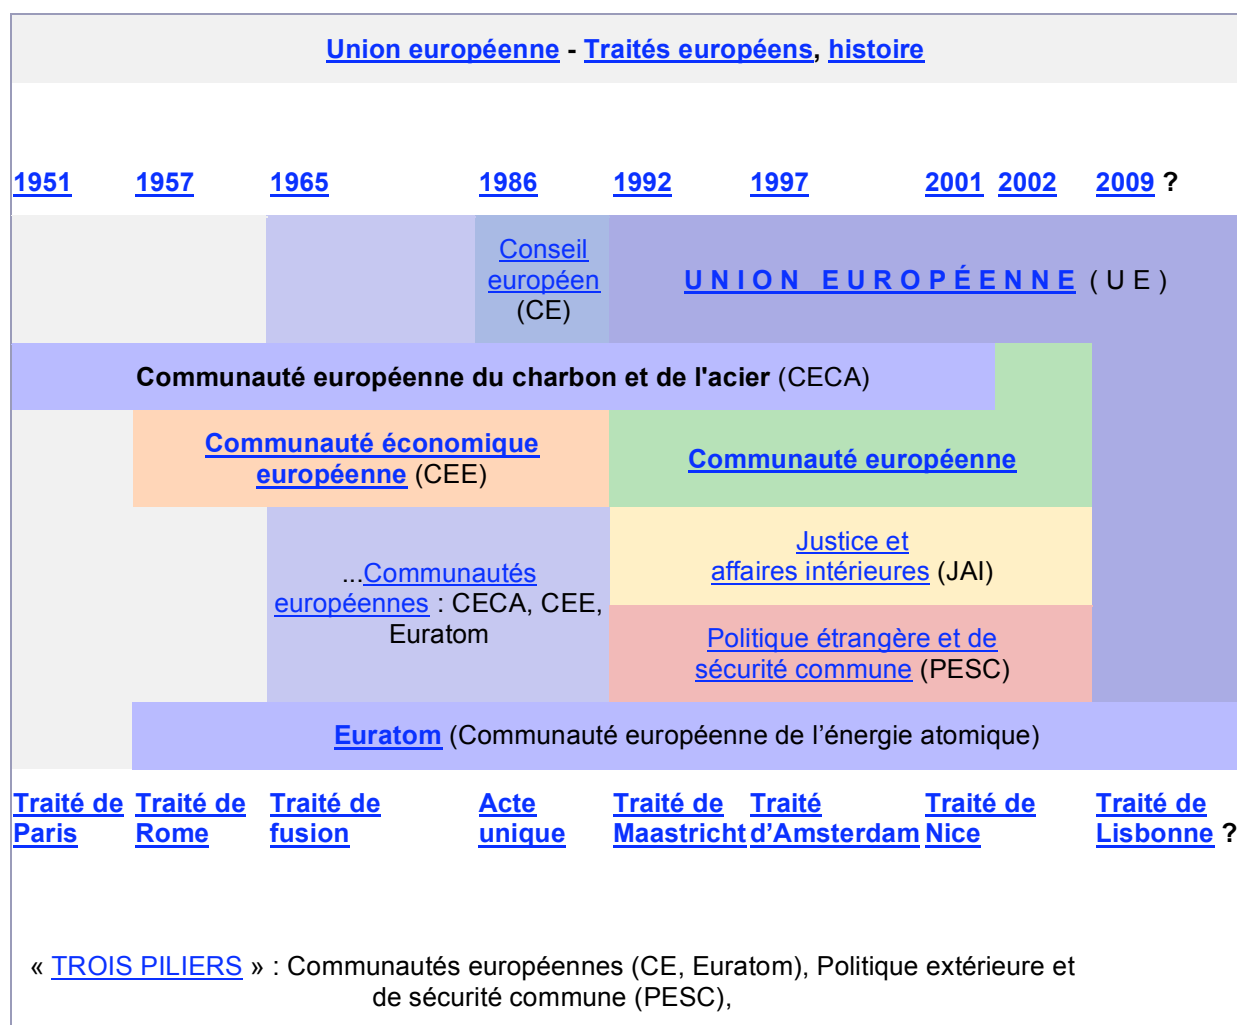 Union européenne - Traités européens, histoire
1951 1957 1965 1986 1992 1997 2001 2002 2009 ?
Conseil
européen
(CE)
UNION EUROPÉENNE (UE)
Communauté européenne du charbon et de l'acier (CECA)
Communauté économique
européenne (CEE)
Communauté européenne
...Communautés
européennes : CECA, CEE,
Euratom
Justice et
affaires intérieures (JAI)
Politique étrangère et de
sécurité commune (PESC)
Euratom (Communauté européenne de l’énergie atomique)
Traité de
Paris
Traité de
Rome
Traité de
fusion
Acte
unique
Traité de
Maastricht
Traité
d’Amsterdam
Traité de
Nice
Traité de
Lisbonne ?
« TROIS PILIERS » : Communautés européennes (CE, Euratom), Politique extérieure et
de sécurité commune (PESC),